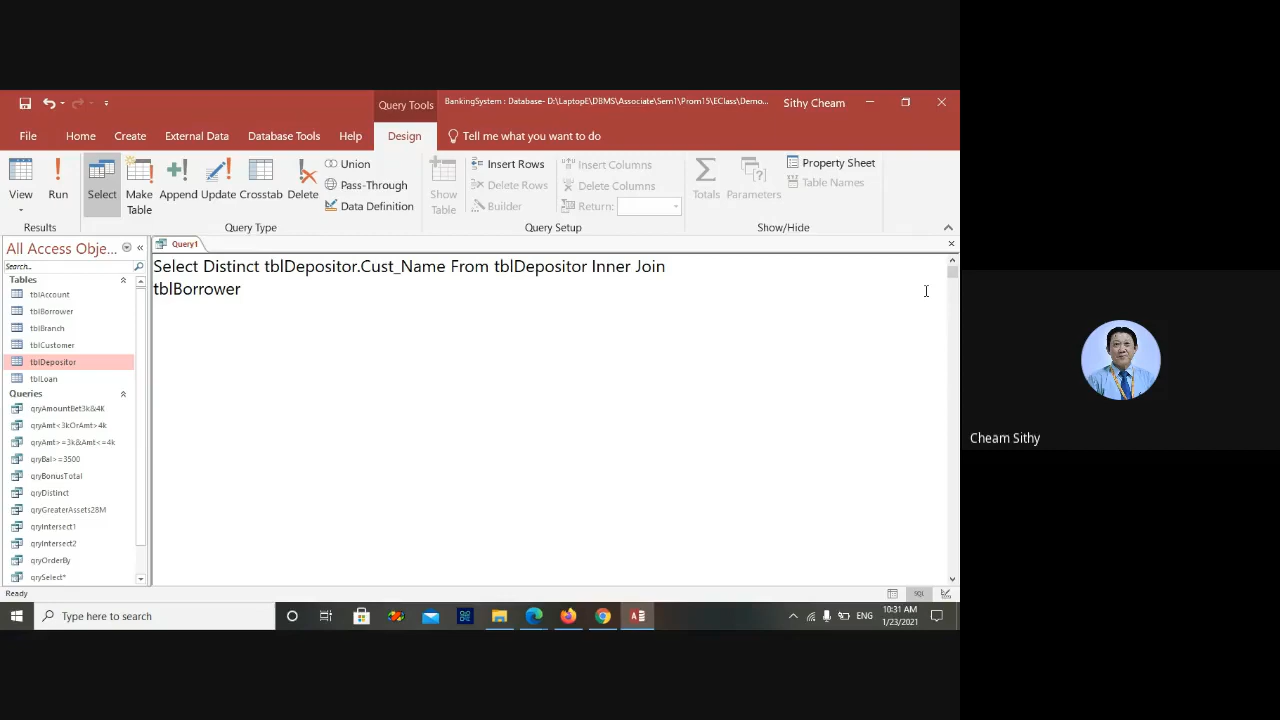 Query Tools
BankingSystem : Database- D:\LaptopE\DBMS\Associate\Sem1\Prom15\EClass\Demo...
Sithy Cheam
File Home Create External Data Database Tools Help Design Tell me what you want to do
View
Run
Select
Make Table
Append
Update
Crosstab
Delete
Union
Pass-Through
Data Definition
Show Table
Insert Rows
Delete Rows
Builder
Insert Columns
Delete Columns
Return:
Totals
Parameters
Property Sheet
Table Names
Results
Query Type
Query Setup
Show/Hide
All Access Obje...
Search...
Tables
tblAccount
tblBorrower
tblBranch
tblCustomer
tblDepositor
tblLoan
Queries
qryAmountBet3k&4K
qryAmt<3kOrAmt>4k
qryAmt>=3k&Amt<=4k
qryBal>=3500
qryBonusTotal
qryDistinct
qryGreaterAssets28M
qryIntersect1
qryIntersect2
qryOrderBy
qrySelect*
Query1
Select Distinct tblDepositor.Cust_Name From tblDepositor Inner Join
tblBorrower
Cheam Sithy
Ready
SQL
Type here to search
ENG
10:31 AM
1/23/2021